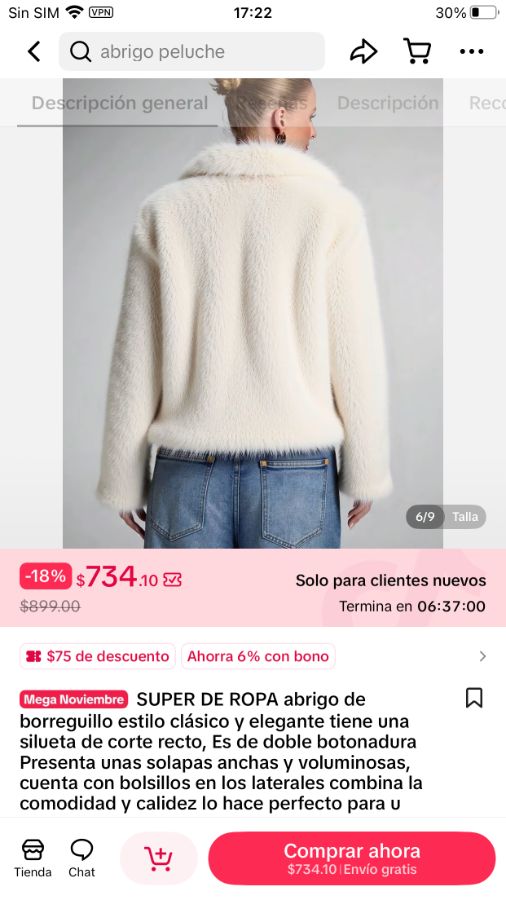 Sin SIM VPN 17:22 30%
abrigo peluche
Descripción general Reseñas Descripción Reco
6/9 Talla
-18% $734.10 Solo para clientes nuevos
$899.00 Termina en 06:37:00
$75 de descuento Ahorra 6% con bono
Mega Noviembre SUPER DE ROPA abrigo de
borreguillo estilo clásico y elegante tiene una
silueta de corte recto, Es de doble botonadura
Presenta unas solapas anchas y voluminosas,
cuenta con bolsillos en los laterales combina la
comodidad y calidez lo hace perfecto para u
Comprar ahora
Tienda Chat $734.10 | Envío gratis